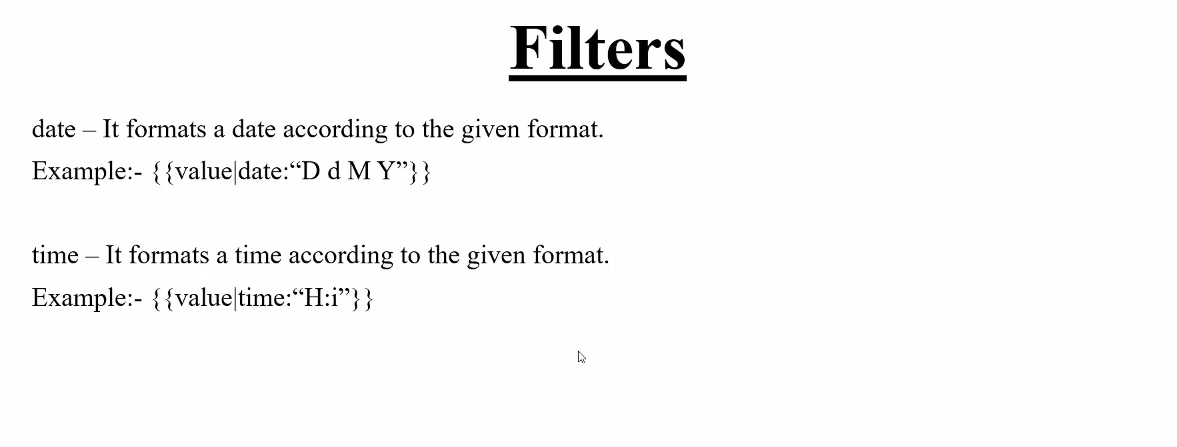 Filters
date – It formats a date according to the given format.
Example:- {{value|date:“D d M Y”}}
time – It formats a time according to the given format.
Example:- {{value|time:“H:i”}}